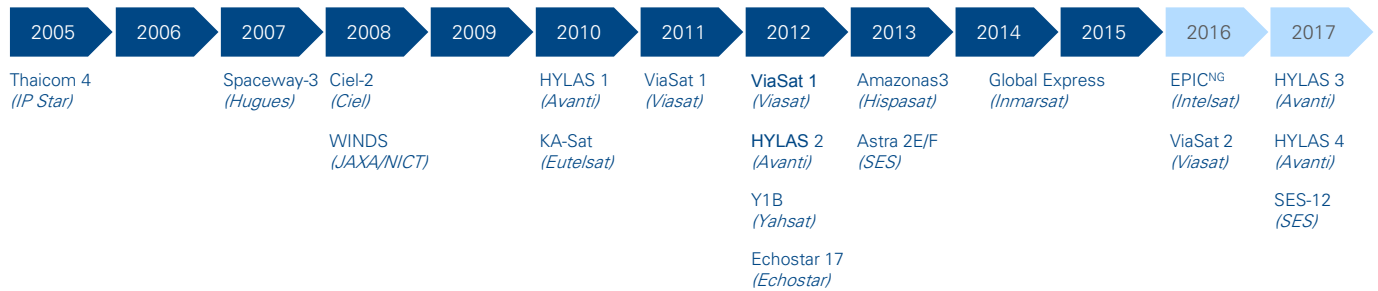 2005 2006 2007 2008 2009 2010 2011 2012 2013 2014 2015 2016 2017
Thaicom 4
(IP Star)
Spaceway-3
(Hugues)
Ciel-2
(Ciel)
WINDS
(JAXA/NICT)
HYLAS 1
(Avanti)
KA-Sat
(Eutelsat)
ViaSat 1
(Viasat)
ViaSat 1
(Viasat)
HYLAS 2
(Avanti)
Y1B
(Yahsat)
Echostar 17
(Echostar)
Amazonas3
(Hispasat)
Astra 2E/F
(SES)
Global Express
(Inmarsat)
EPICᴺᴳ
(Intelsat)
ViaSat 2
(Viasat)
HYLAS 3
(Avanti)
HYLAS 4
(Avanti)
SES-12
(SES)